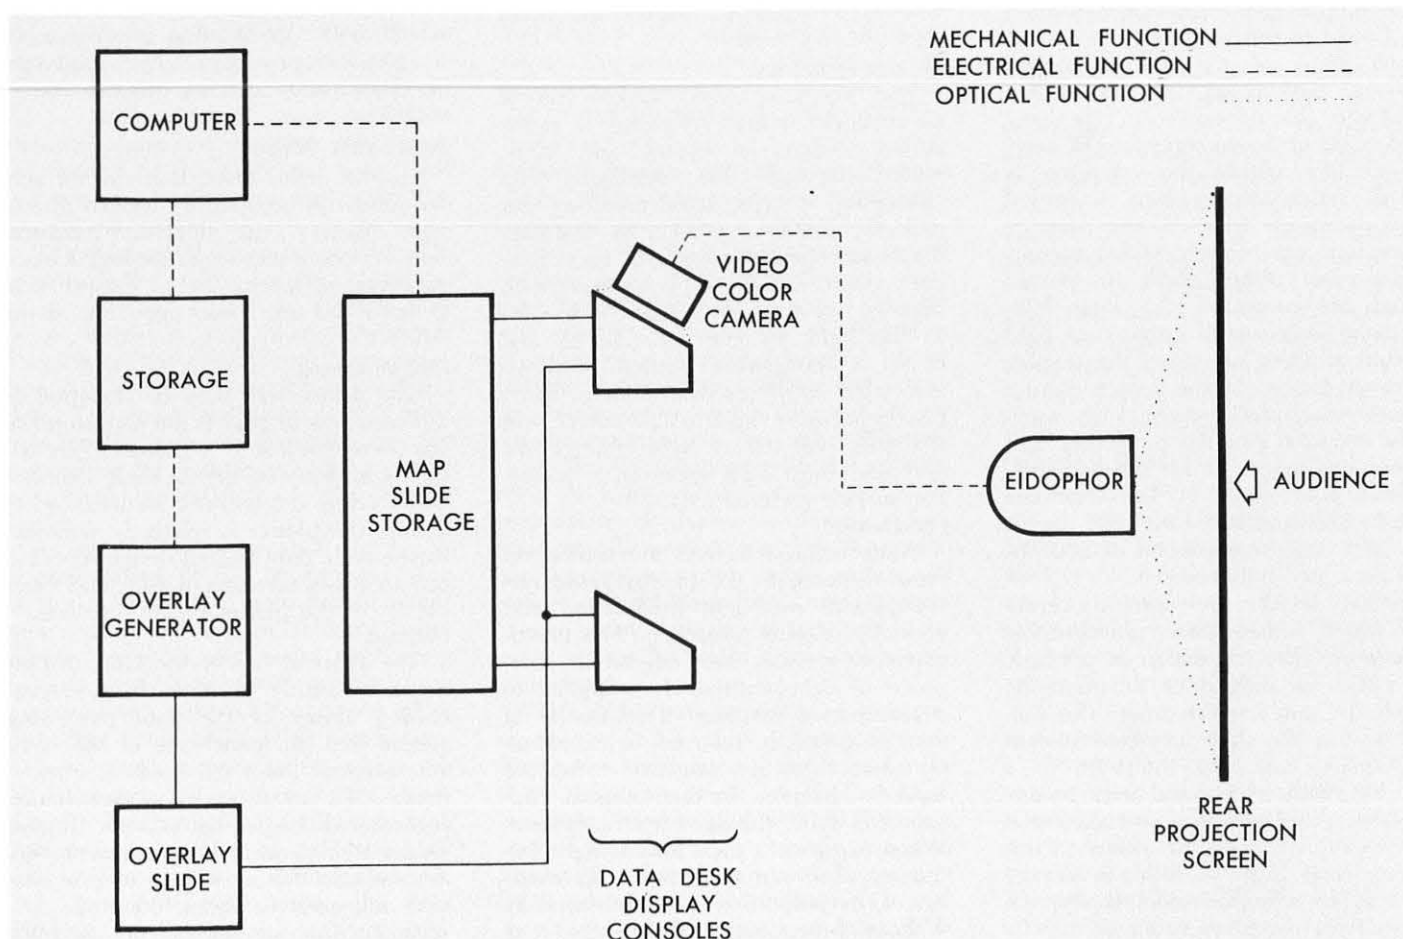 MECHANICAL FUNCTION
ELECTRICAL FUNCTION
OPTICAL FUNCTION
COMPUTER
VIDEO
COLOR
CAMERA
STORAGE
MAP
SLIDE
STORAGE
EIDOPHOR
AUDIENCE
OVERLAY
GENERATOR
REAR
PROJECTION
SCREEN
OVERLAY
SLIDE
DATA DESK
DISPLAY
CONSOLES